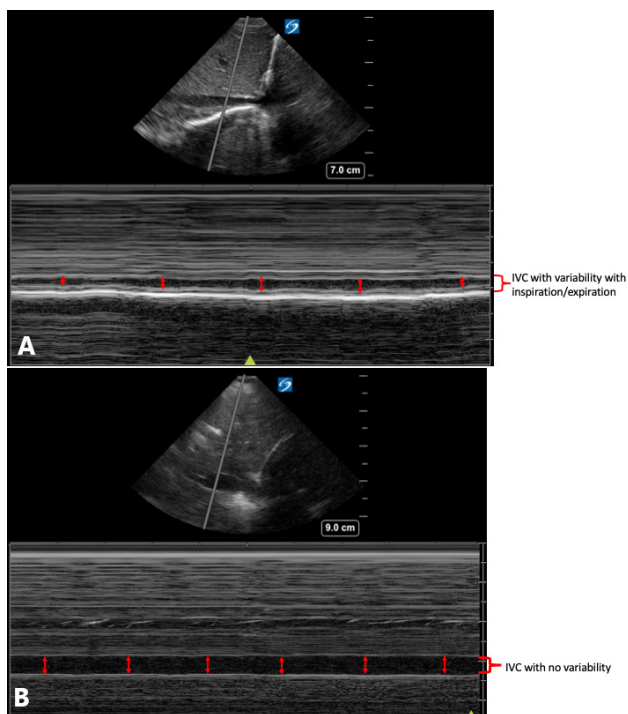 7.0 cm
IVC with variability with
inspiration/expiration
A
9.0 cm
IVC with no variability
B